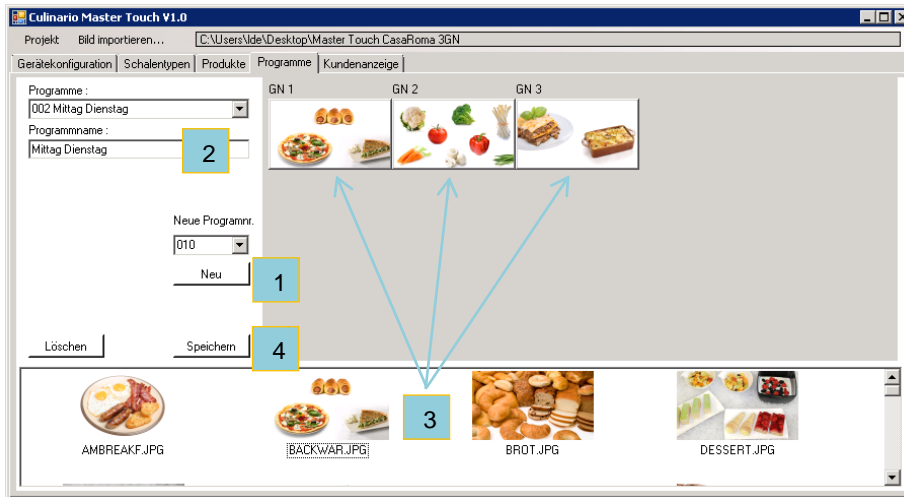 Culinario Master Touch V1.0
Projekt Bild importieren... C:\Users\lde\Desktop\Master Touch CasaRoma 3GN
Gerätekonfiguration Schalentypen Produkte Programme Kundenanzeige
Programme :
002 Mittag Dienstag
Programmname :
Mittag Dienstag
2
GN 1 GN 2 GN 3
Neue Programnr.
010
Neu
1
Löschen
Speichern
4
3
AMBREAKF.JPG
BACKWAR.JPG
BROT.JPG
DESSERT.JPG